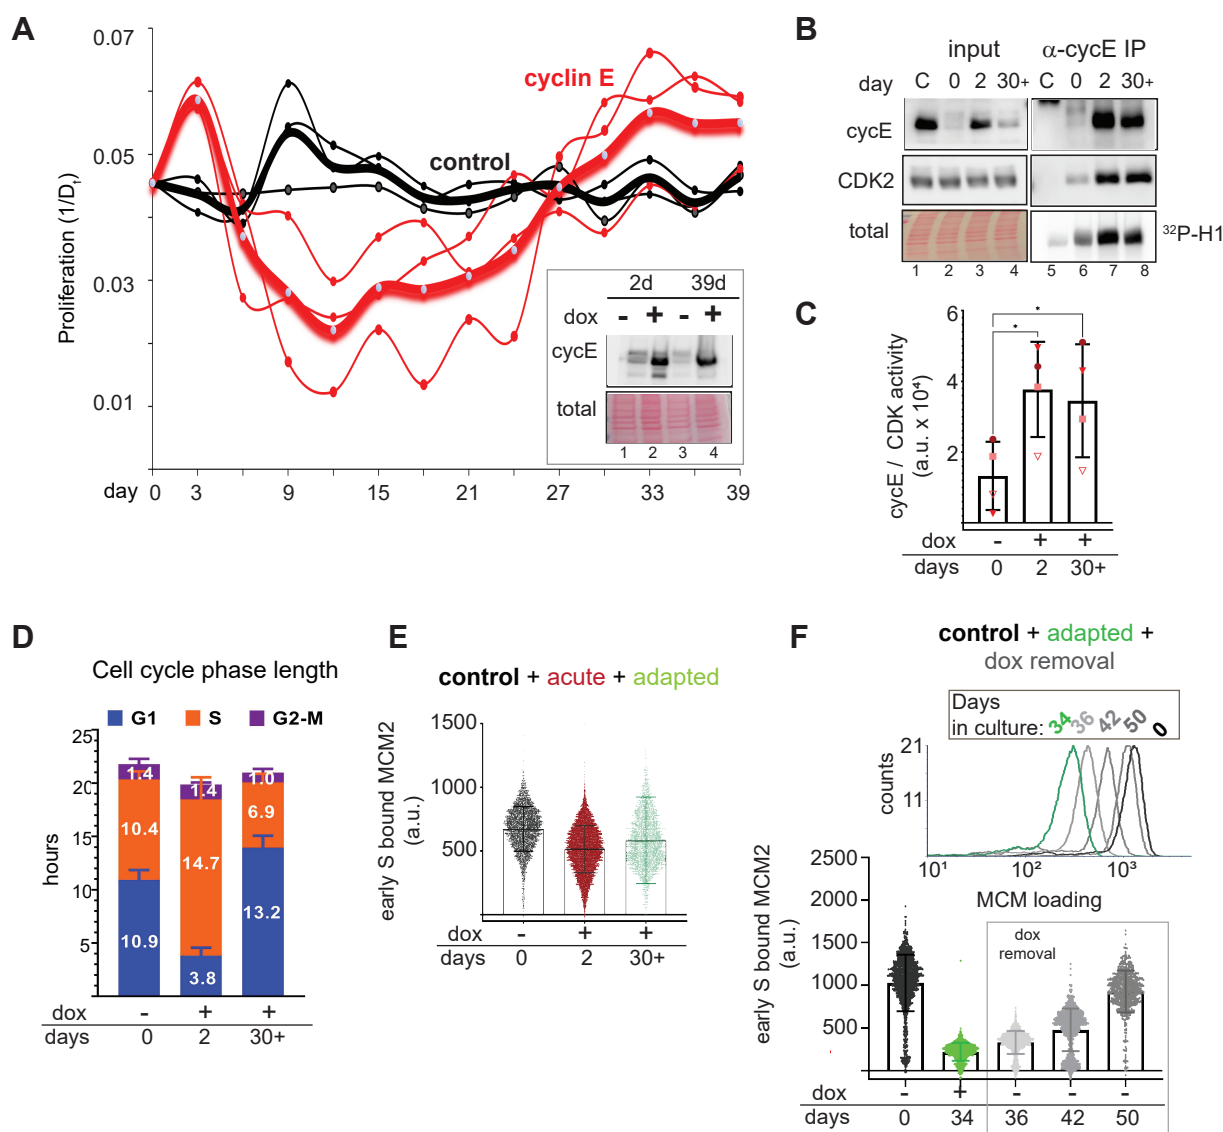 A
0.07
0.05
0.03
0.01
Proliferation (1/Dt)
cyclin E
control
2d 39d
dox - + - +
cycE
total
1 2 3 4
day 0 3 9 15 21 27 33 39
B
input α-cycE IP
day C 0 2 30+ C 0 2 30+
cycE
CDK2
total
32P-H1
1 2 3 4 5 6 7 8
C
6
4
2
cycE / CDK activity
(a.u. x 10⁴)
* *
dox - + +
days 0 2 30+
D
Cell cycle phase length
G1 S G2-M
25
20
15
10
5
hours
1.4 1.4 1.0
10.4 14.7 6.9
10.9 3.8 13.2
dox - + +
days 0 2 30+
E
control + acute + adapted
1500
1000
500
early S bound MCM2
(a.u.)
dox - + +
days 0 2 30+
F
control + adapted +
dox removal
Days
in culture: 34 36 42 50 0
21
11
counts
10¹ 10² 10³
MCM loading
2500
2000
1500
1000
500
early S bound MCM2
(a.u.)
dox
removal
dox - + - - -
days 0 34 36 42 50